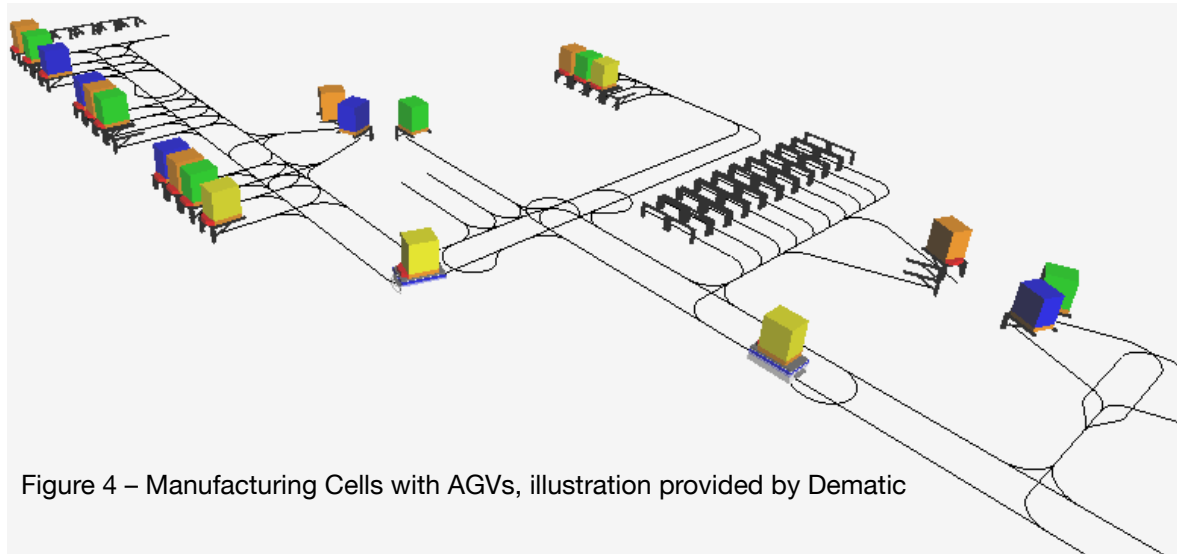 Figure 4 – Manufacturing Cells with AGVs, illustration provided by Dematic